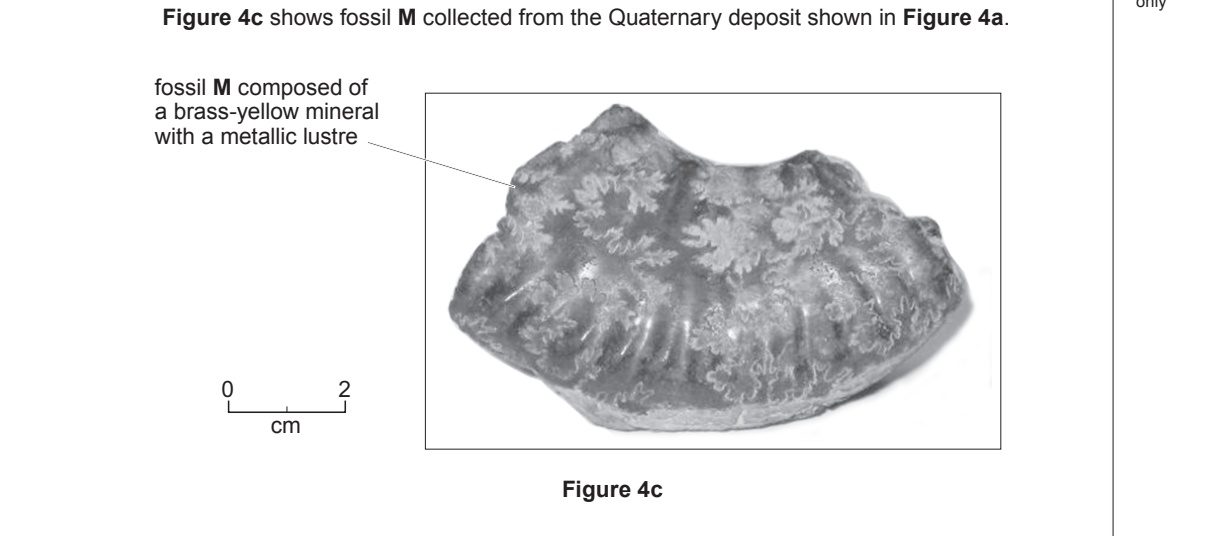 only
Figure 4c shows fossil M collected from the Quaternary deposit shown in Figure 4a.
fossil M composed of
a brass-yellow mineral
with a metallic lustre
0 2
cm
Figure 4c